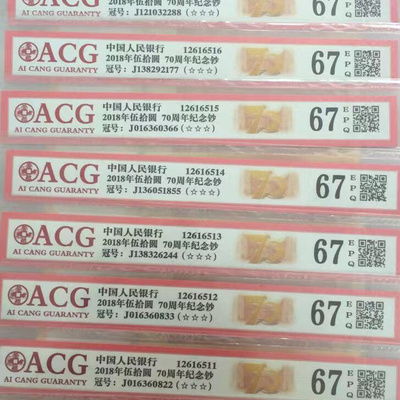 2018年伍拾圆 70周年纪念钞
AI CANG GUARANTY 冠号：J121032288（☆☆☆）
ACG 中国人民银行 12616516
2018年伍拾圆 70周年纪念钞 67 EPQ
AI CANG GUARANTY 冠号：J138292177（☆☆☆）
ACG 中国人民银行 12616515
2018年伍拾圆 70周年纪念钞 67 EPQ
AI CANG GUARANTY 冠号：J016360366（☆☆☆）
ACG 中国人民银行 12616514
2018年伍拾圆 70周年纪念钞 67 EPQ
AI CANG GUARANTY 冠号：J136051855（☆☆☆）
ACG 中国人民银行 12616513
2018年伍拾圆 70周年纪念钞 67 EPQ
AI CANG GUARANTY 冠号：J138326244（☆☆☆）
ACG 中国人民银行 12616512
2018年伍拾圆 70周年纪念钞 67 EPQ
AI CANG GUARANTY 冠号：J016360833（☆☆☆）
ACG 中国人民银行 12616511
2018年伍拾圆 70周年纪念钞 67 EPQ
AI CANG GUARANTY 冠号：J016360822（☆☆☆）